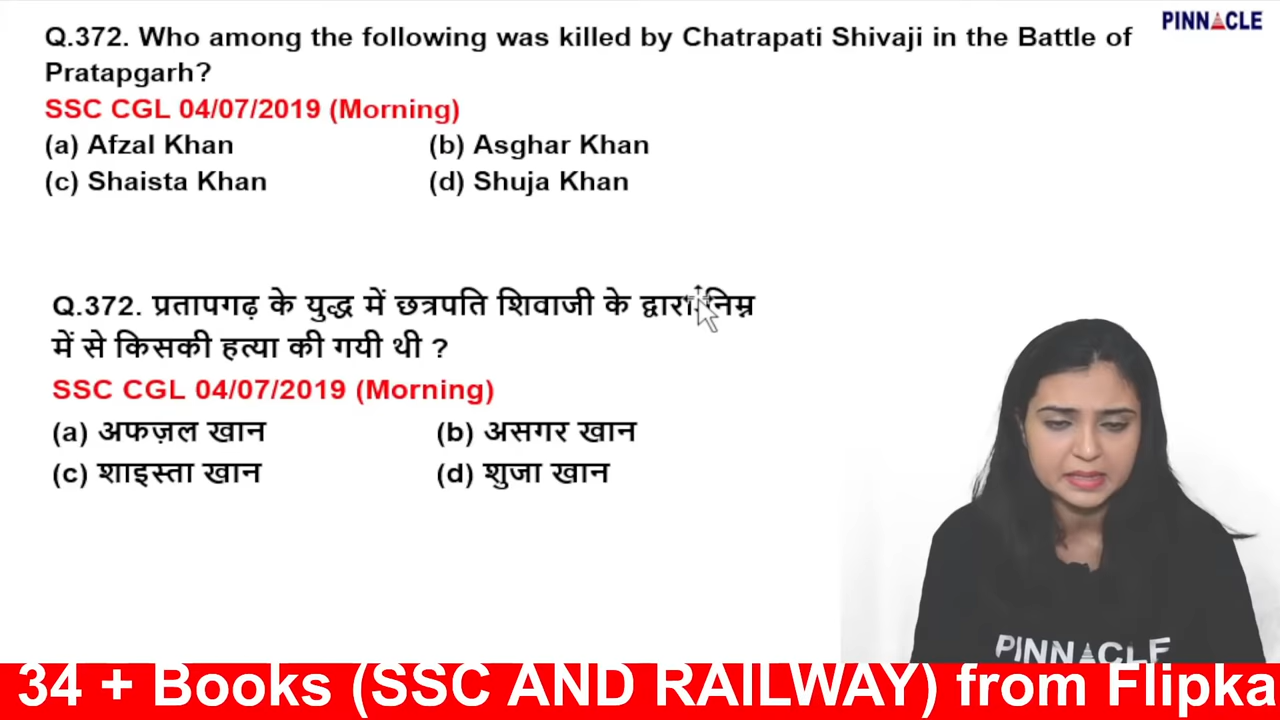 PINNACLE
Q.372. Who among the following was killed by Chatrapati Shivaji in the Battle of
Pratapgarh?
SSC CGL 04/07/2019 (Morning)
(a) Afzal Khan (b) Asghar Khan
(c) Shaista Khan (d) Shuja Khan
Q.372. प्रतापगढ़ के युद्ध में छत्रपति शिवाजी के द्वारा निम्न
में से किसकी हत्या की गयी थी ?
SSC CGL 04/07/2019 (Morning)
(a) अफज़ल खान (b) असगर खान
(c) शाइस्ता खान (d) शुजा खान
PINNACLE
34 + Books (SSC AND RAILWAY) from Flipka